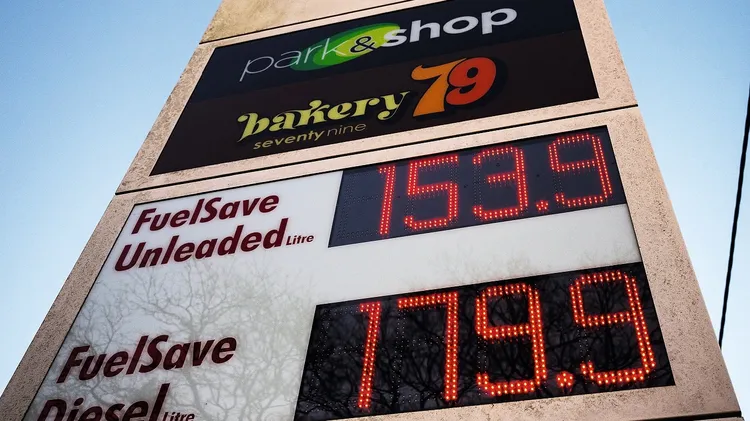 park&shop
bakery 79
seventy nine
FuelSave
Unleaded Litre
153.9
FuelSave
Diesel Litre
179.9